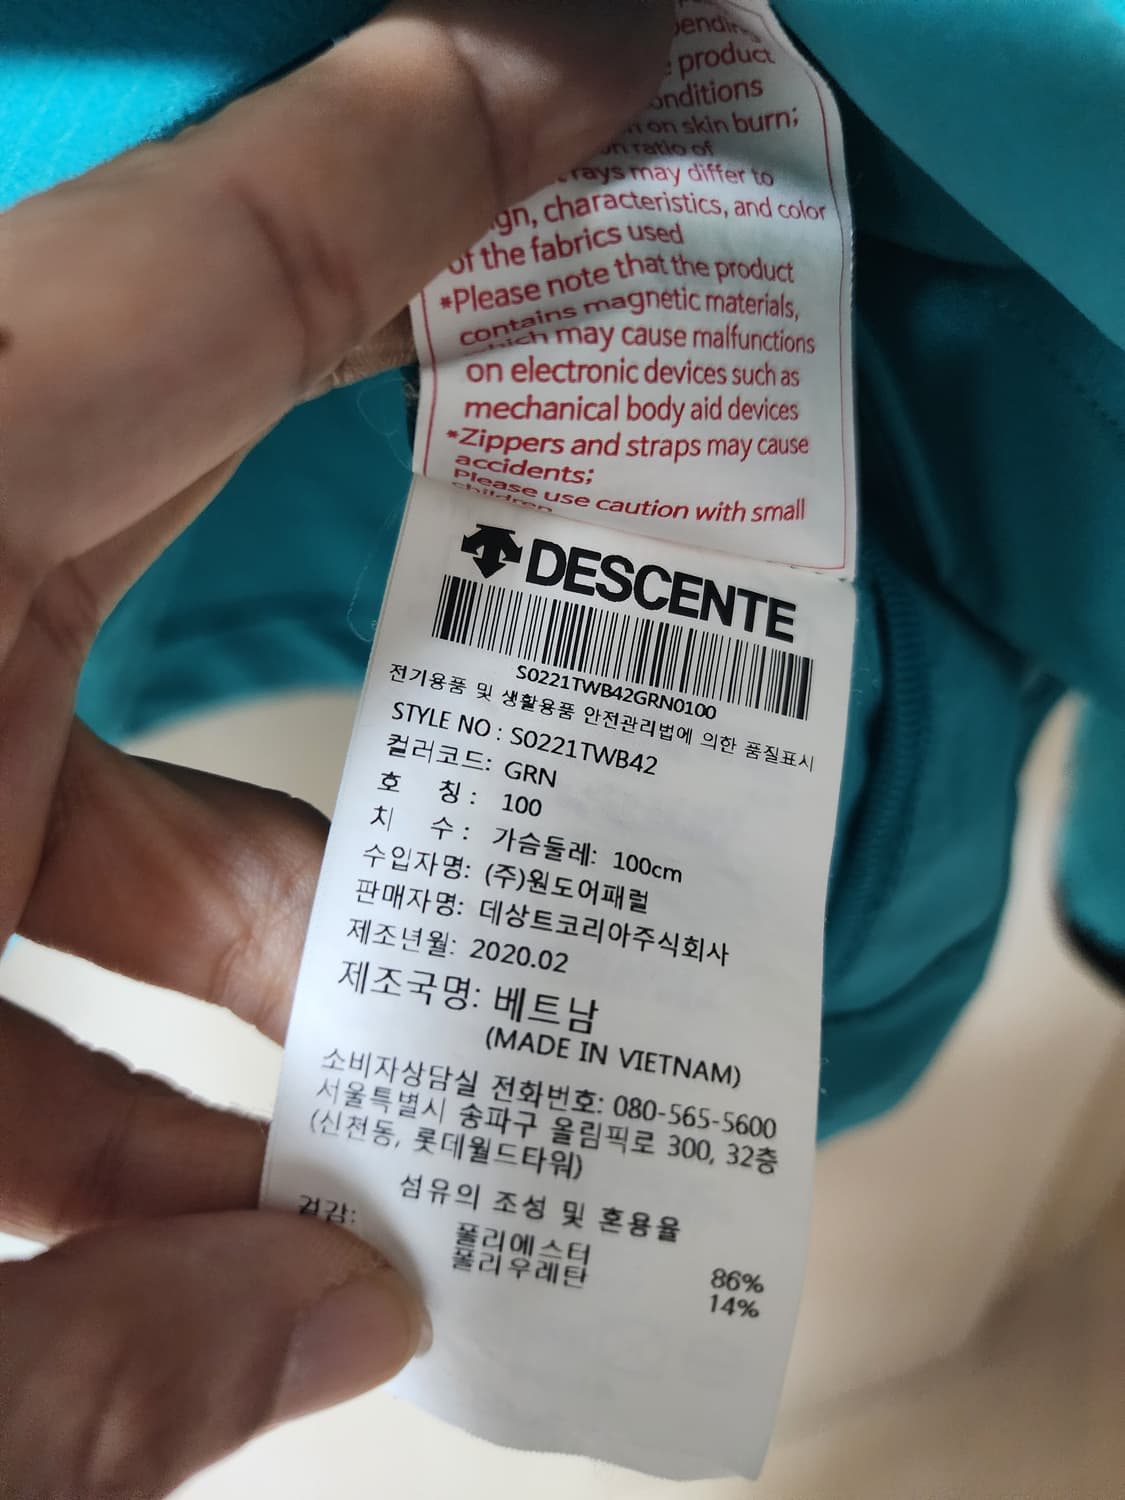 product
conditions
on skin burn;
ratio of
rays may differ to
characteristics, and color
of the fabrics used
*Please note that the product
contains magnetic materials,
which may cause malfunctions
on electronic devices such as
mechanical body aid devices
*Zippers and straps may cause
accidents;
Please use caution with small
children
DESCENTE
S0221TWB42GRN0100
전기용품 및 생활용품 안전관리법에 의한 품질표시
STYLE NO : S0221TWB42
컬러코드: GRN
호 칭: 100
치 수: 가슴둘레: 100cm
수입자명: (주)원도어패럴
판매자명: 데상트코리아주식회사
제조년월: 2020.02
제조국명: 베트남
(MADE IN VIETNAM)
소비자상담실 전화번호: 080-565-5600
서울특별시 송파구 올림픽로 300, 32층
(신천동, 롯데월드타워)
섬유의 조성 및 혼용율
겉감:
폴리에스터 86%
폴리우레탄 14%